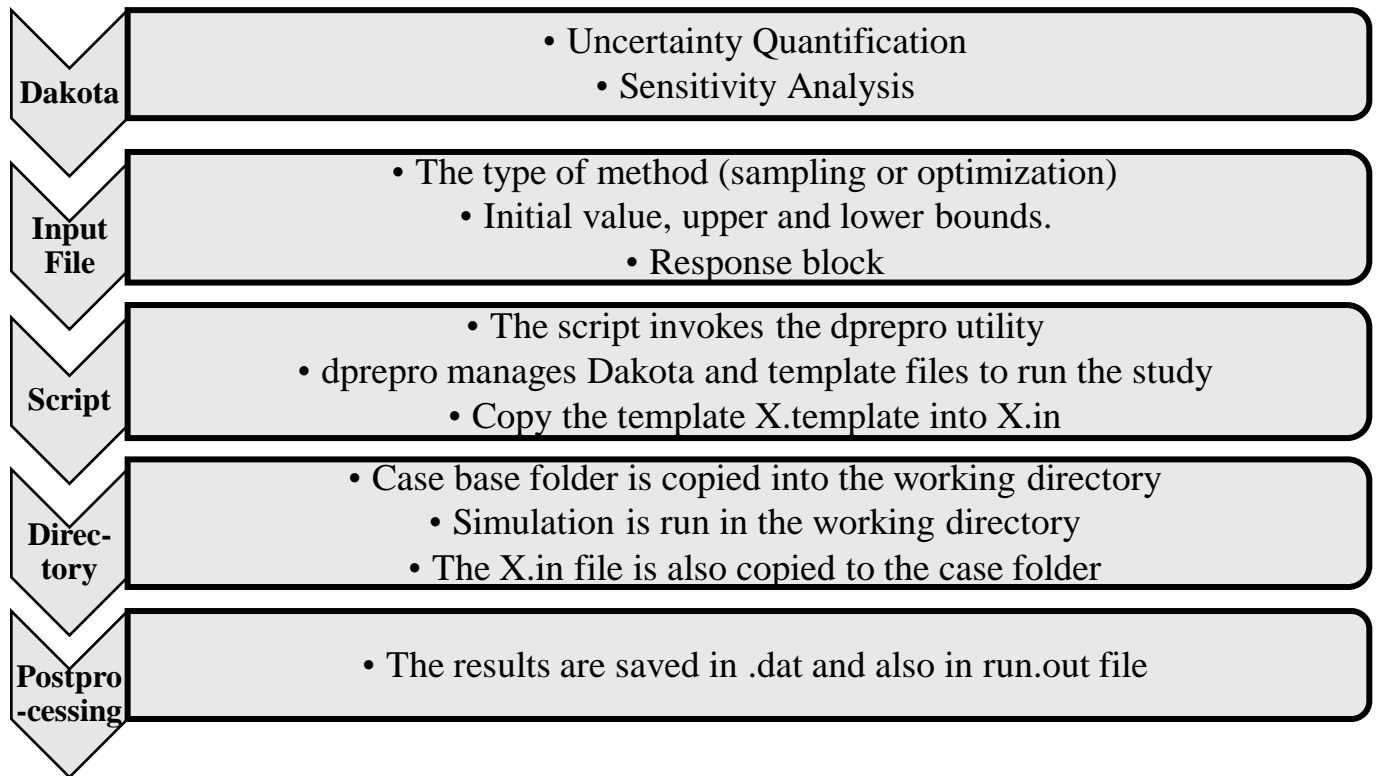 Dakota
• Uncertainty Quantification
• Sensitivity Analysis
Input
File
• The type of method (sampling or optimization)
• Initial value, upper and lower bounds.
• Response block
Script
• The script invokes the dprepro utility
• dprepro manages Dakota and template files to run the study
• Copy the template X.template into X.in
Direc-
tory
• Case base folder is copied into the working directory
• Simulation is run in the working directory
• The X.in file is also copied to the case folder
Postpro
-cessing
• The results are saved in .dat and also in run.out file